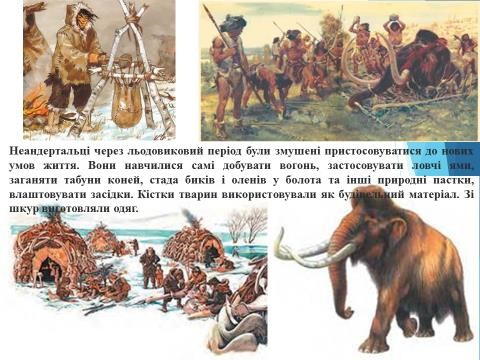 Неандертальці через льодовиковий період були змушені пристосовуватися до нових
умов життя. Вони навчилися самі добувати вогонь, застосовувати ловчі ями,
заганяти табуни коней, стада биків і оленів у болота та інші природні пастки,
влаштовувати засідки. Кістки тварин використовували як будівельний матеріал. Зі
шкур виготовляли одяг.